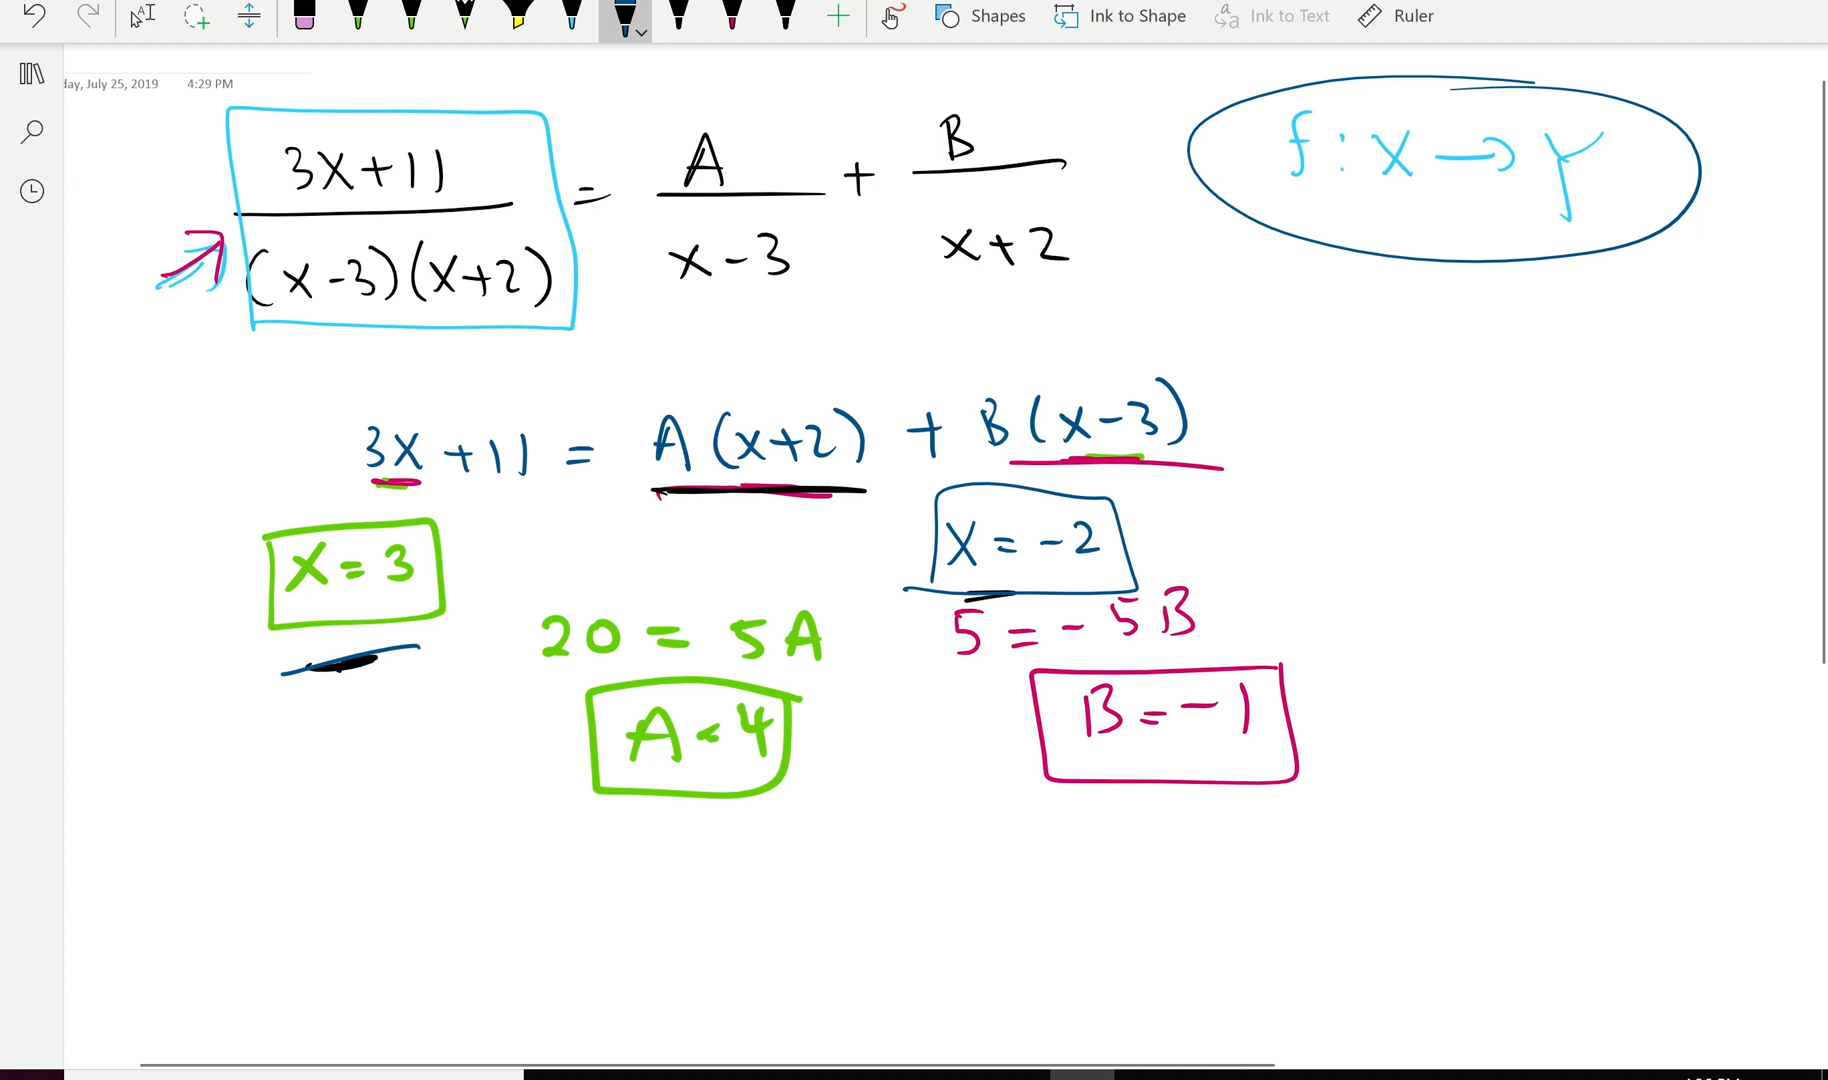 Shapes Ink to Shape Ink to Text Ruler
day, July 25, 2019 4:29 PM
3x+11 / (x-3)(x+2) = A / x-3 + B / x+2
f : x → y
3x + 11 = A (x+2) + B (x-3)
x = 3
x = -2
20 = 5A
5 = -5B
A = 4
B = -1